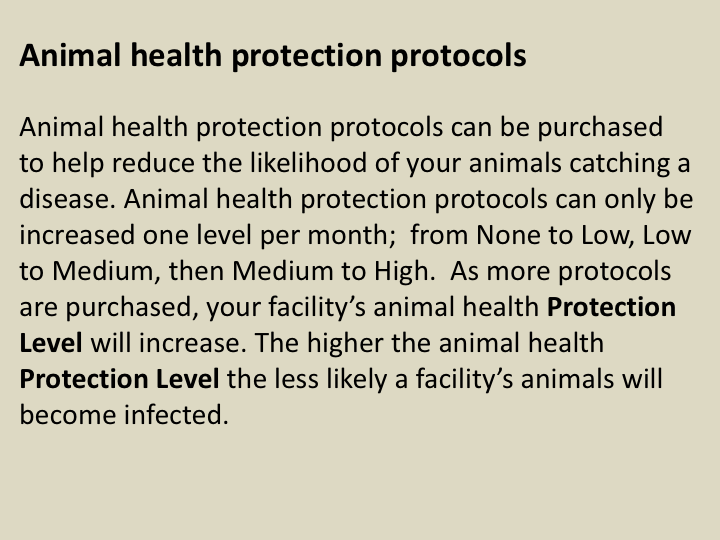 Animal health protection protocols
Animal health protection protocols can be purchased
to help reduce the likelihood of your animals catching a
disease. Animal health protection protocols can only be
increased one level per month;  from None to Low, Low
to Medium, then Medium to High.  As more protocols
are purchased, your facility’s animal health Protection
Level will increase. The higher the animal health
Protection Level the less likely a facility’s animals will
become infected.